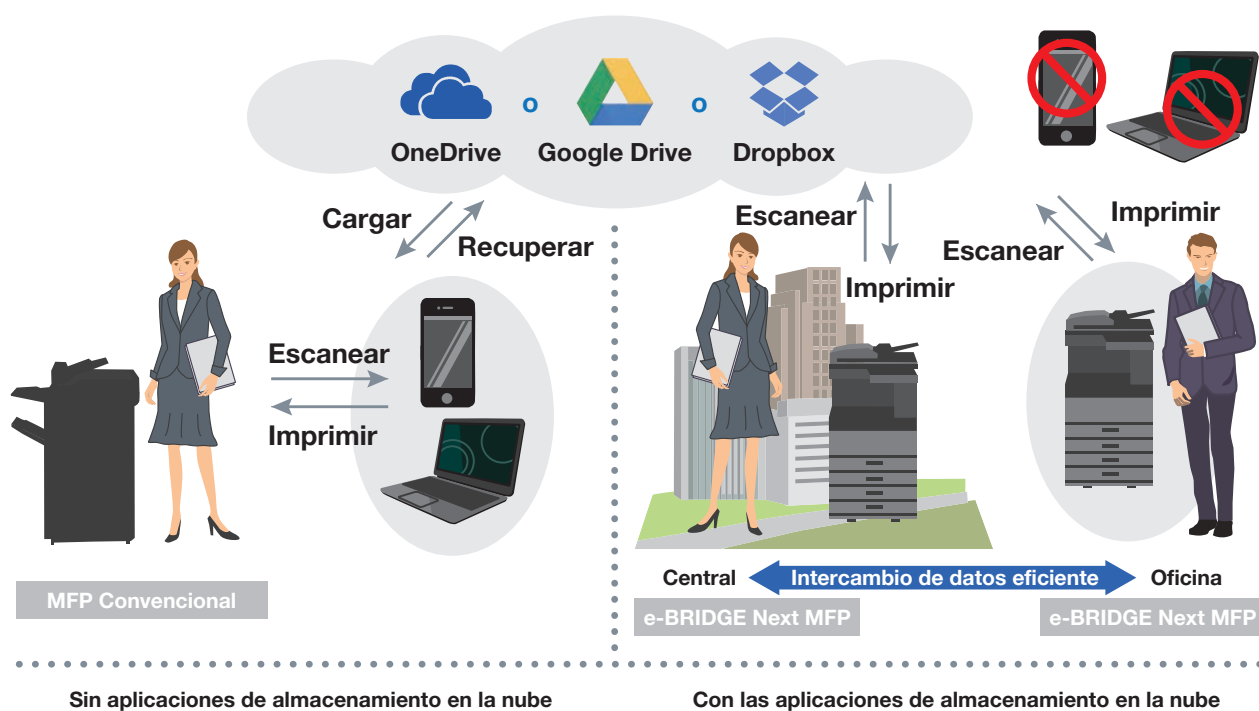 OneDrive
o
Google Drive
o
Dropbox
Cargar
Recuperar
Escanear
Imprimir
MFP Convencional
Escanear
Imprimir
Escanear
Imprimir
Central
Intercambio de datos eficiente
Oficina
e-BRIDGE Next MFP
e-BRIDGE Next MFP
Sin aplicaciones de almacenamiento en la nube
Con las aplicaciones de almacenamiento en la nube